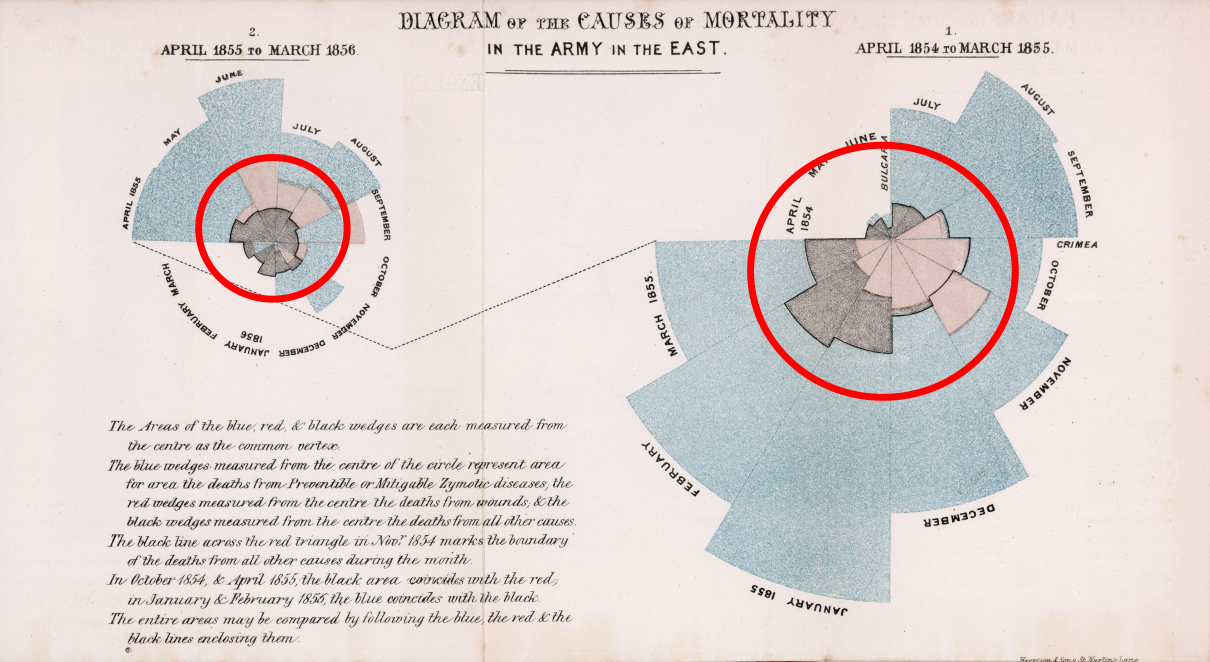 DIAGRAM OF THE CAUSES OF MORTALITY
IN THE ARMY IN THE EAST.
2.
APRIL 1855 TO MARCH 1856.
1.
APRIL 1854 TO MARCH 1855.
APRIL 1855
MAY
JUNE
JULY
AUGUST
SEPTEMBER
OCTOBER
NOVEMBER
DECEMBER
JANUARY
1856
FEBRUARY
MARCH
APRIL
1854
JUNE
BULGARIA
JULY
AUGUST
SEPTEMBER
CRIMEA
OCTOBER
NOVEMBER
DECEMBER
JANUARY 1855
FEBRUARY
MARCH 1855.
The Areas of the blue, red, & black wedges are each measured from
the centre as the common vertex.
The blue wedges measured from the centre of the circle represent area
for area the deaths from Preventible or Mitigable Zymotic diseases, the
red wedges measured from the centre the deaths from wounds; & the
black wedges measured from the centre the deaths from all other causes.
The black line across the red triangle in Novr. 1854 marks the boundary
of the deaths from all other causes during the month.
In October 1854, & April 1855, the black area coincides with the red;
in January & February 1855, the blue coincides with the black.
The entire areas may be compared by following the blue, the red & the
black lines enclosing them.
Harrison & Sons, St. Martins Lane